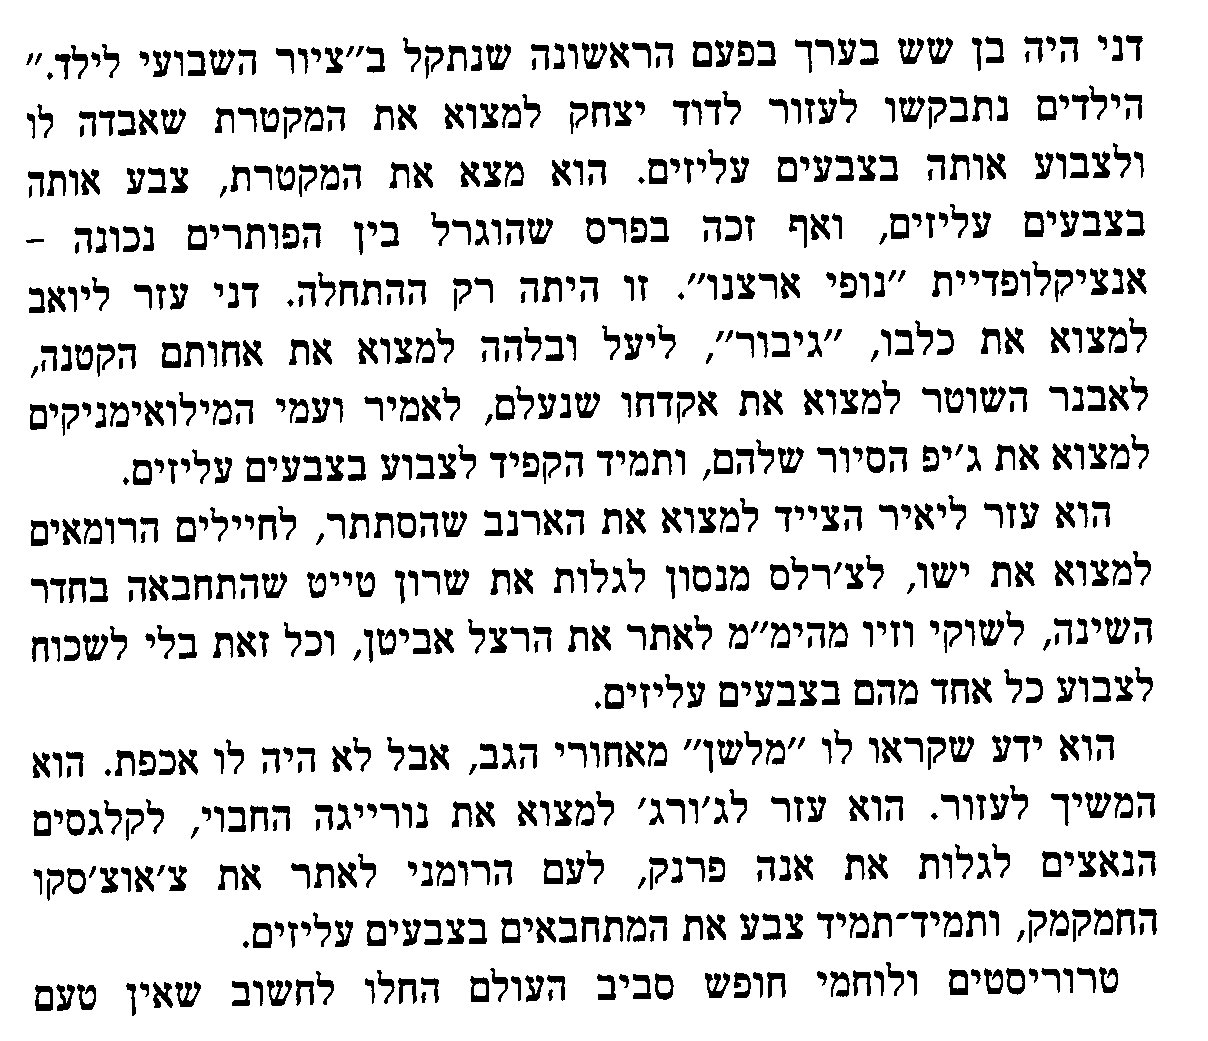 דני היה בן שש בערך בפעם הראשונה שנתקל ב״ציור השבועי לילד.״
הילדים נתבקשו לעזור לדוד יצחק למצוא את המקטרת שאבדה לו
ולצבוע אותה בצבעים עליזים. הוא מצא את המקטרת, צבע אותה
בצבעים עליזים, ואף זכה בפרס שהוגרל בין הפותרים נכונה –
אנציקלופדיית ״נופי ארצנו״. זו היתה רק ההתחלה. דני עזר ליואב
למצוא את כלבו, ״גיבור״, ליעל ובלהה למצוא את אחותם הקטנה,
לאבנר השוטר למצוא את אקדחו שנעלם, לאמיר ועמי המילואימניקים
למצוא את ג׳יפ הסיור שלהם, ותמיד הקפיד לצבוע בצבעים עליזים.
הוא עזר ליאיר הצייד למצוא את הארנב שהסתתר, לחיילים הרומאים
למצוא את ישו, לצ׳רלס מנסון לגלות את שרון טייט שהתחבאה בחדר
השינה, לשוקי וזיו מהימ״מ לאתר את הרצל אביטן, וכל זאת בלי לשכוח
לצבוע כל אחד מהם בצבעים עליזים.
הוא ידע שקראו לו ״מלשן״ מאחורי הגב, אבל לא היה לו אכפת. הוא
המשיך לעזור. הוא עזר לג׳ורג׳ למצוא את נורייגה החבוי, לקלגסים
הנאצים לגלות את אנה פרנק, לעם הרומני לאתר את צ׳אוצ׳סקו
החמקמק, ותמיד־תמיד צבע את המתחבאים בצבעים עליזים.
טרוריסטים ולוחמי חופש סביב העולם החלו לחשוב שאין טעם